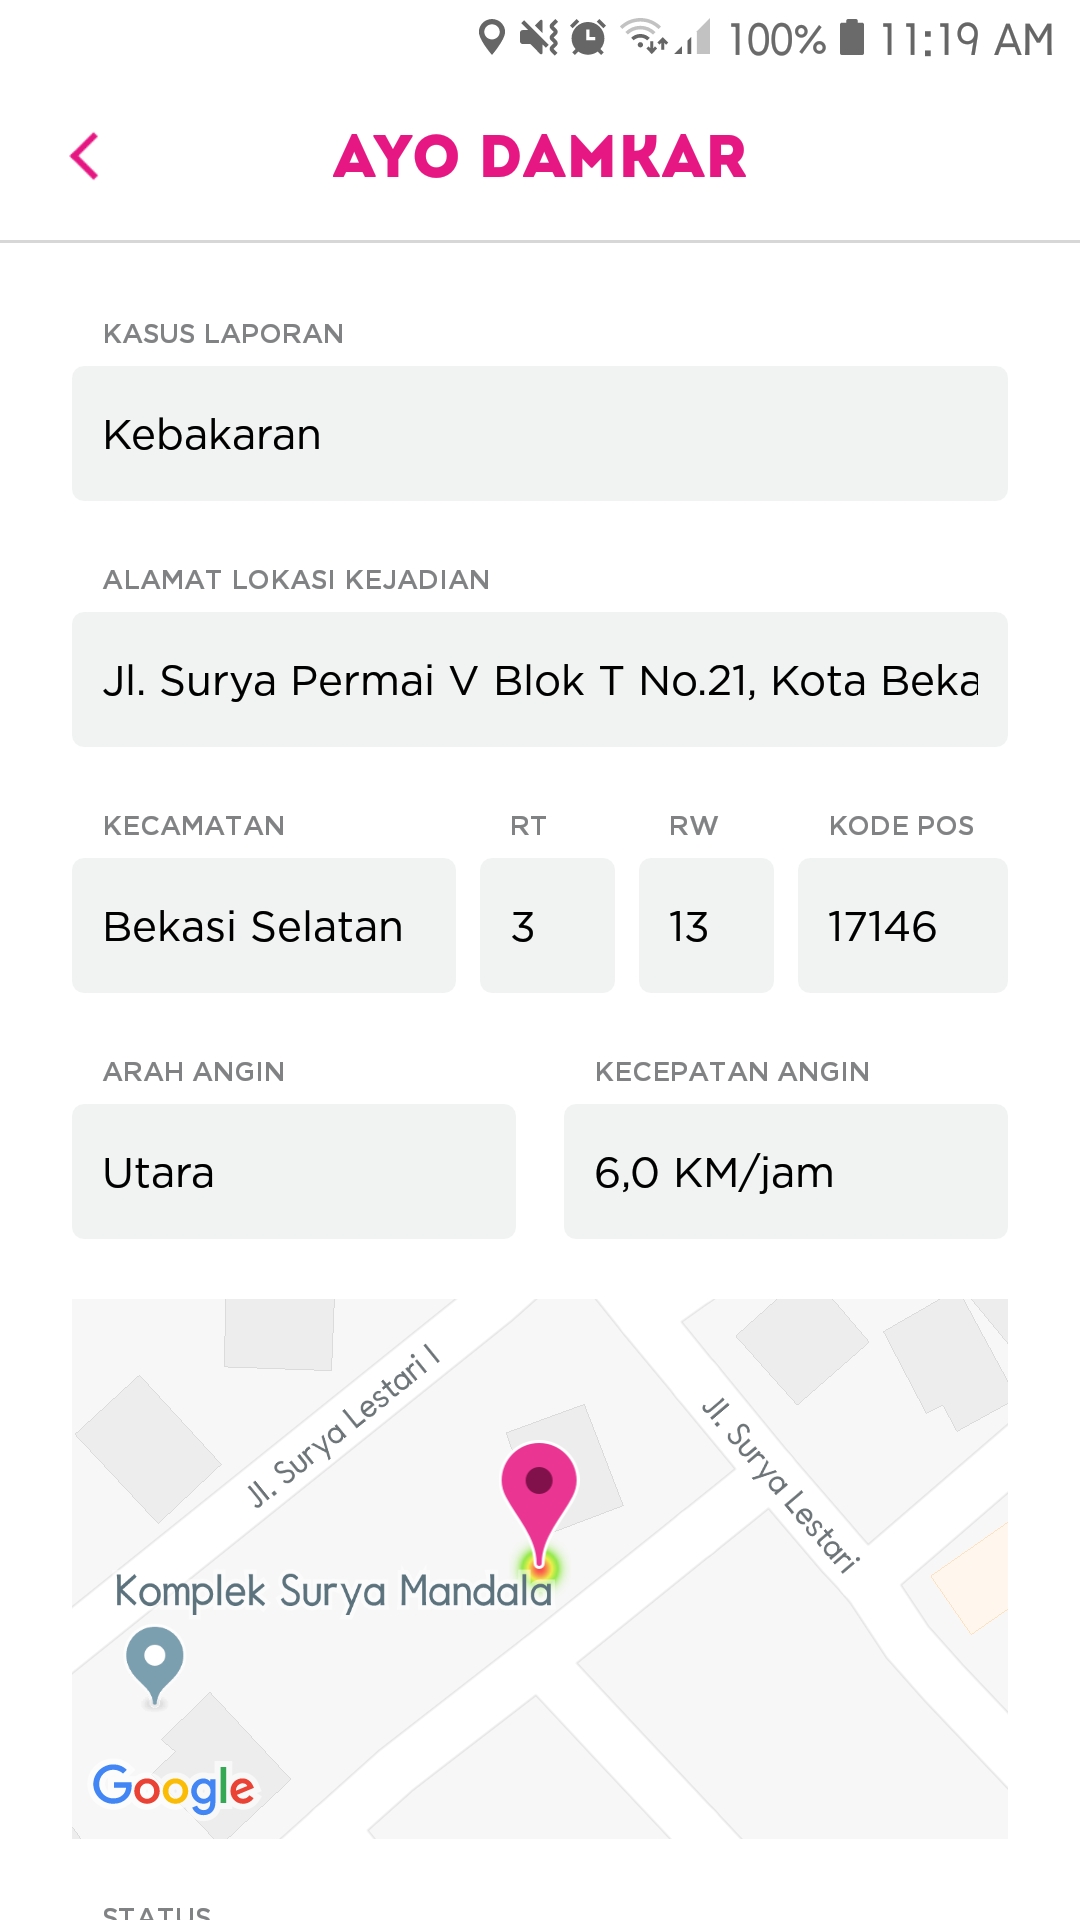 100% 11:19 AM
AYO DAMKAR
KASUS LAPORAN
Kebakaran
ALAMAT LOKASI KEJADIAN
Jl. Surya Permai V Blok T No.21, Kota Beka
KECAMATAN RT RW KODE POS
Bekasi Selatan 3 13 17146
ARAH ANGIN KECEPATAN ANGIN
Utara 6,0 KM/jam
Jl. Surya Lestari I
Jl. Surya Lestari
Komplek Surya Mandala
Google
STATUS